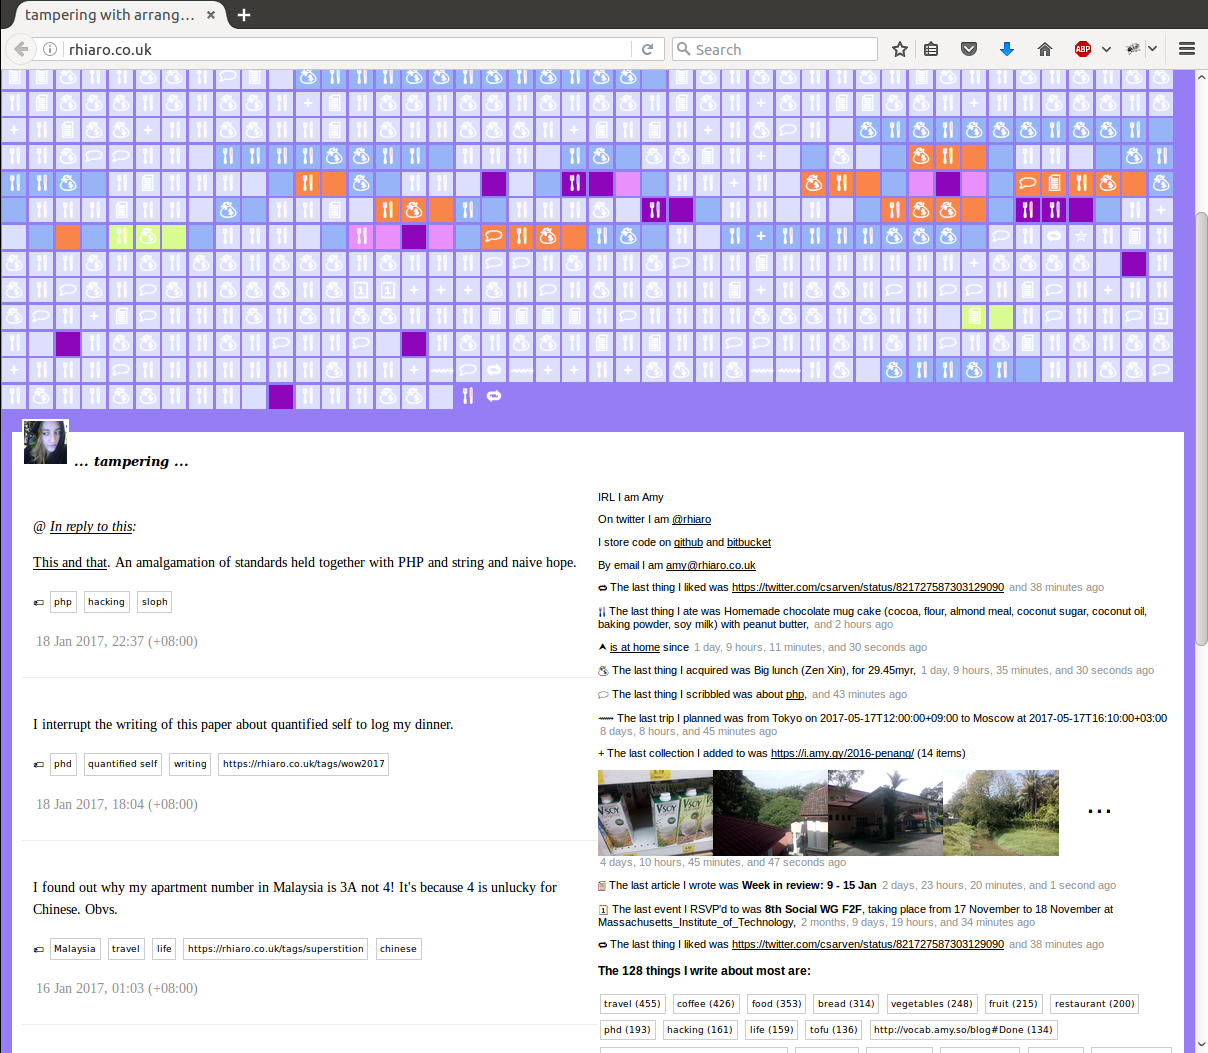 tampering with arrang...
rhiaro.co.uk
Search
ABP
... tampering ...
@ In reply to this:
This and that. An amalgamation of standards held together with PHP and string and naive hope.
php hacking sloph
18 Jan 2017, 22:37 (+08:00)
I interrupt the writing of this paper about quantified self to log my dinner.
phd quantified self writing https://rhiaro.co.uk/tags/wow2017
18 Jan 2017, 18:04 (+08:00)
I found out why my apartment number in Malaysia is 3A not 4! It's because 4 is unlucky for
Chinese. Obvs.
Malaysia travel life https://rhiaro.co.uk/tags/superstition chinese
16 Jan 2017, 01:03 (+08:00)
IRL I am Amy
On twitter I am @rhiaro
I store code on github and bitbucket
By email I am amy@rhiaro.co.uk
The last thing I liked was https://twitter.com/csarven/status/821727587303129090 and 38 minutes ago
The last thing I ate was Homemade chocolate mug cake (cocoa, flour, almond meal, coconut sugar, coconut oil,
baking powder, soy milk) with peanut butter, and 2 hours ago
is at home since 1 day, 9 hours, 11 minutes, and 30 seconds ago
The last thing I acquired was Big lunch (Zen Xin), for 29.45myr, 1 day, 9 hours, 35 minutes, and 30 seconds ago
The last thing I scribbled was about php, and 43 minutes ago
The last trip I planned was from Tokyo on 2017-05-17T12:00:00+09:00 to Moscow at 2017-05-17T16:10:00+03:00
8 days, 8 hours, and 45 minutes ago
+ The last collection I added to was https://i.amy.gy/2016-penang/ (14 items)
VSOY VSOY
...
4 days, 10 hours, 45 minutes, and 47 seconds ago
The last article I wrote was Week in review: 9 - 15 Jan 2 days, 23 hours, 20 minutes, and 1 second ago
The last event I RSVP'd to was 8th Social WG F2F, taking place from 17 November to 18 November at
Massachusetts_Institute_of_Technology, 2 months, 9 days, 19 hours, and 34 minutes ago
The last thing I liked was https://twitter.com/csarven/status/821727587303129090 and 38 minutes ago
The 128 things I write about most are:
travel (455) coffee (426) food (353) bread (314) vegetables (248) fruit (215) restaurant (200)
phd (193) hacking (161) life (159) tofu (136) http://vocab.amy.so/blog#Done (134)